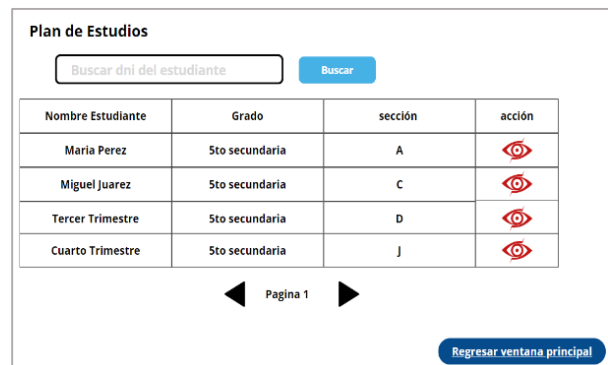 Plan de Estudios
Buscar dni del estudiante Buscar
Nombre Estudiante Grado sección acción
Maria Perez 5to secundaria A
Miguel Juarez 5to secundaria C
Tercer Trimestre 5to secundaria D
Cuarto Trimestre 5to secundaria J
Pagina 1
Regresar ventana principal